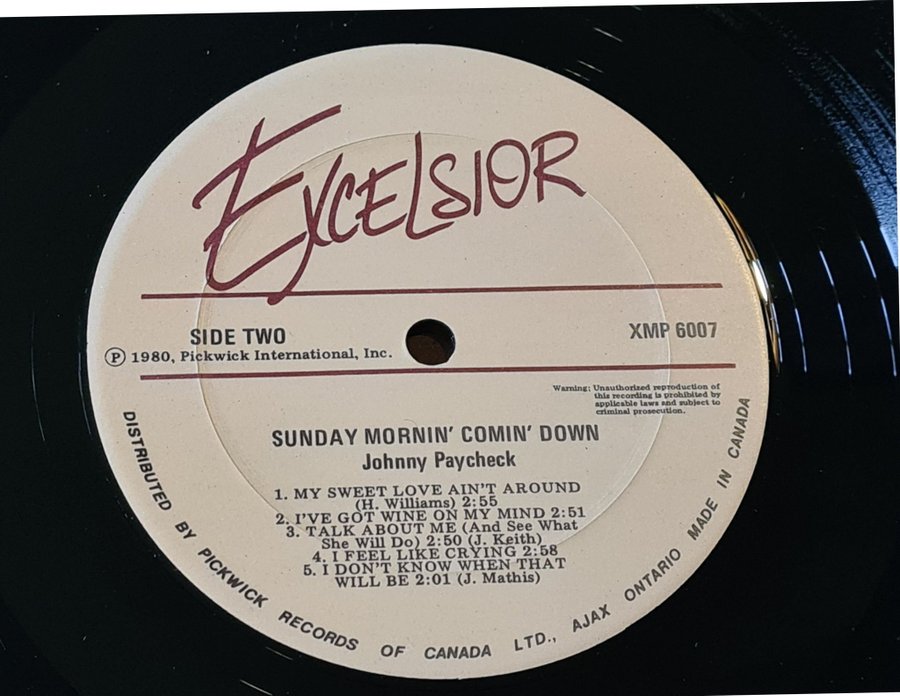 EXCELSIOR
SIDE TWO
XMP 6007
Ⓟ 1980, Pickwick International, Inc.
Warning: Unauthorized reproduction of
this recording is prohibited by
applicable laws and subject to
criminal prosecution.
SUNDAY MORNIN' COMIN' DOWN
Johnny Paycheck
1. MY SWEET LOVE AIN'T AROUND
(H. Williams) 2:55
2. I'VE GOT WINE ON MY MIND 2:51
3. TALK ABOUT ME (And See What
She Will Do) 2:50 (J. Keith)
4. I FEEL LIKE CRYING 2:58
5. I DON'T KNOW WHEN THAT
WILL BE 2:01 (J. Mathis)
DISTRIBUTED BY PICKWICK RECORDS OF CANADA LTD., AJAX ONTARIO MADE IN CANADA